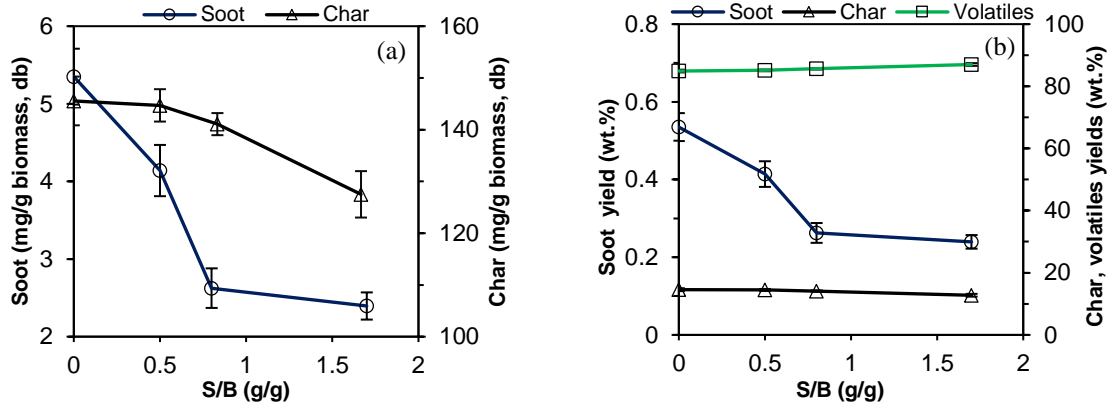 Soot Char
(a)
Soot (mg/g biomass, db)
6
5
4
3
2
Char (mg/g biomass, db)
160
140
120
100
0 0.5 1 1.5 2
S/B (g/g)
Soot Char Volatiles
(b)
Soot yield (wt.%)
0.8
0.6
0.4
0.2
0
Char, volatiles yields (wt.%)
100
80
60
40
20
0
0 0.5 1 1.5 2
S/B (g/g)